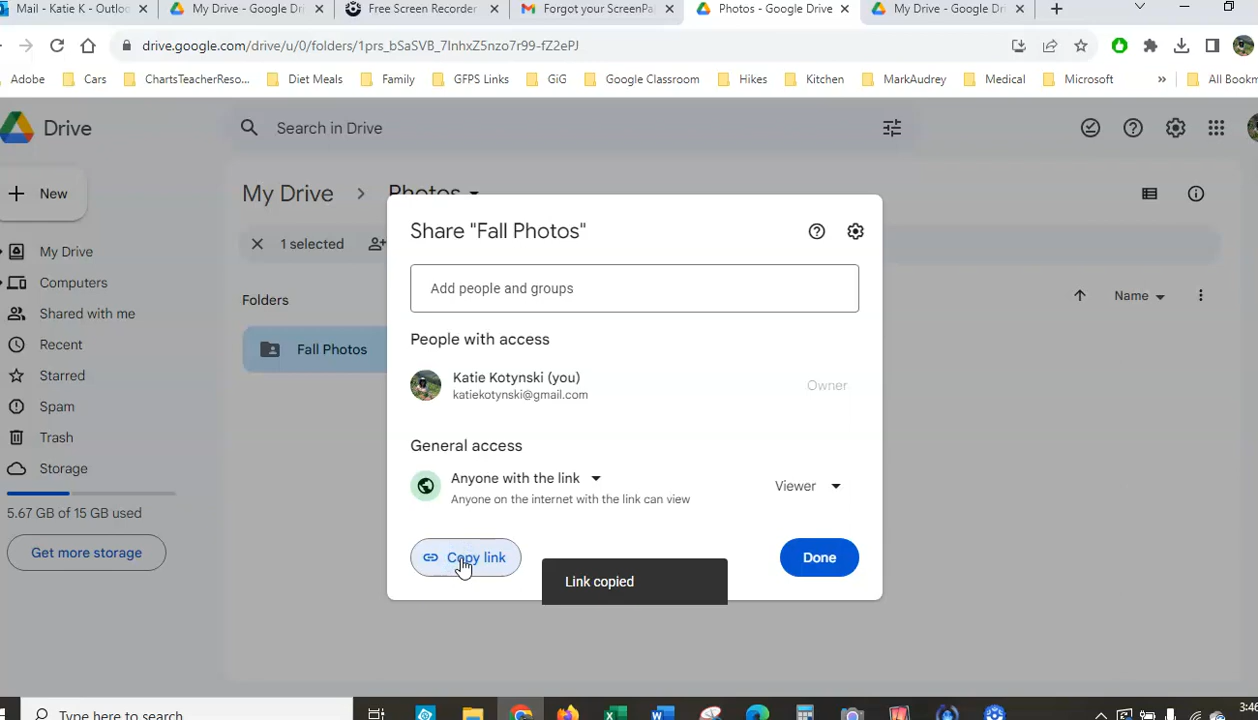 Mail - Katie K - Outlo
My Drive - Google Dri
Free Screen Recorder
Forgot your ScreenPa
Photos - Google Drive
My Drive - Google Dri
drive.google.com/drive/u/0/folders/1prs_bSaSVB_7InhxZ5nzo7r99-fZ2ePJ
Adobe
Cars
ChartsTeacherReso...
Diet Meals
Family
GFPS Links
GiG
Google Classroom
Hikes
Kitchen
MarkAudrey
Medical
Microsoft
»
All Bookm
Drive
Search in Drive
New
My Drive > Photos
My Drive
1 selected
Share "Fall Photos"
Computers
Folders
Add people and groups
Name
Shared with me
Recent
Fall Photos
People with access
Starred
Katie Kotynski (you)
katiekotynski@gmail.com
Owner
Spam
Trash
General access
Storage
Anyone with the link
Anyone on the internet with the link can view
Viewer
5.67 GB of 15 GB used
Get more storage
Copy link
Done
Link copied
Type here to search
3:46